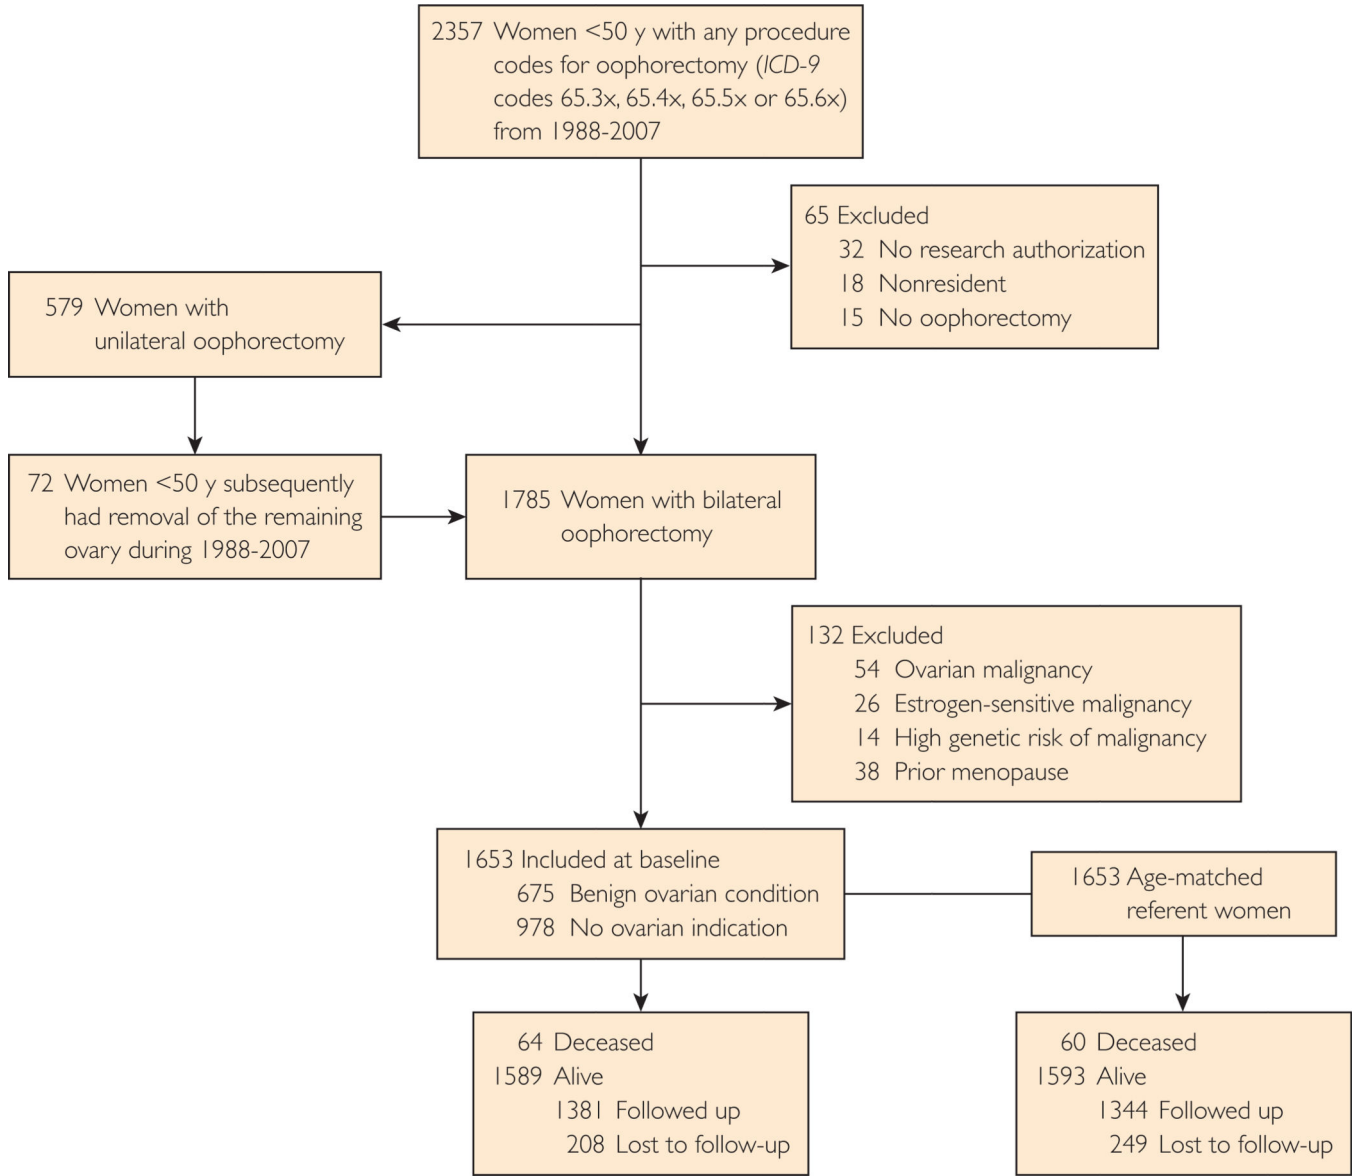 2357 Women <50 y with any procedure
codes for oophorectomy (ICD-9
codes 65.3x, 65.4x, 65.5x or 65.6x)
from 1988-2007
65 Excluded
32 No research authorization
18 Nonresident
15 No oophorectomy
579 Women with
unilateral oophorectomy
72 Women <50 y subsequently
had removal of the remaining
ovary during 1988-2007
1785 Women with bilateral
oophorectomy
132 Excluded
54 Ovarian malignancy
26 Estrogen-sensitive malignancy
14 High genetic risk of malignancy
38 Prior menopause
1653 Included at baseline
675 Benign ovarian condition
978 No ovarian indication
1653 Age-matched
referent women
64 Deceased
1589 Alive
1381 Followed up
208 Lost to follow-up
60 Deceased
1593 Alive
1344 Followed up
249 Lost to follow-up